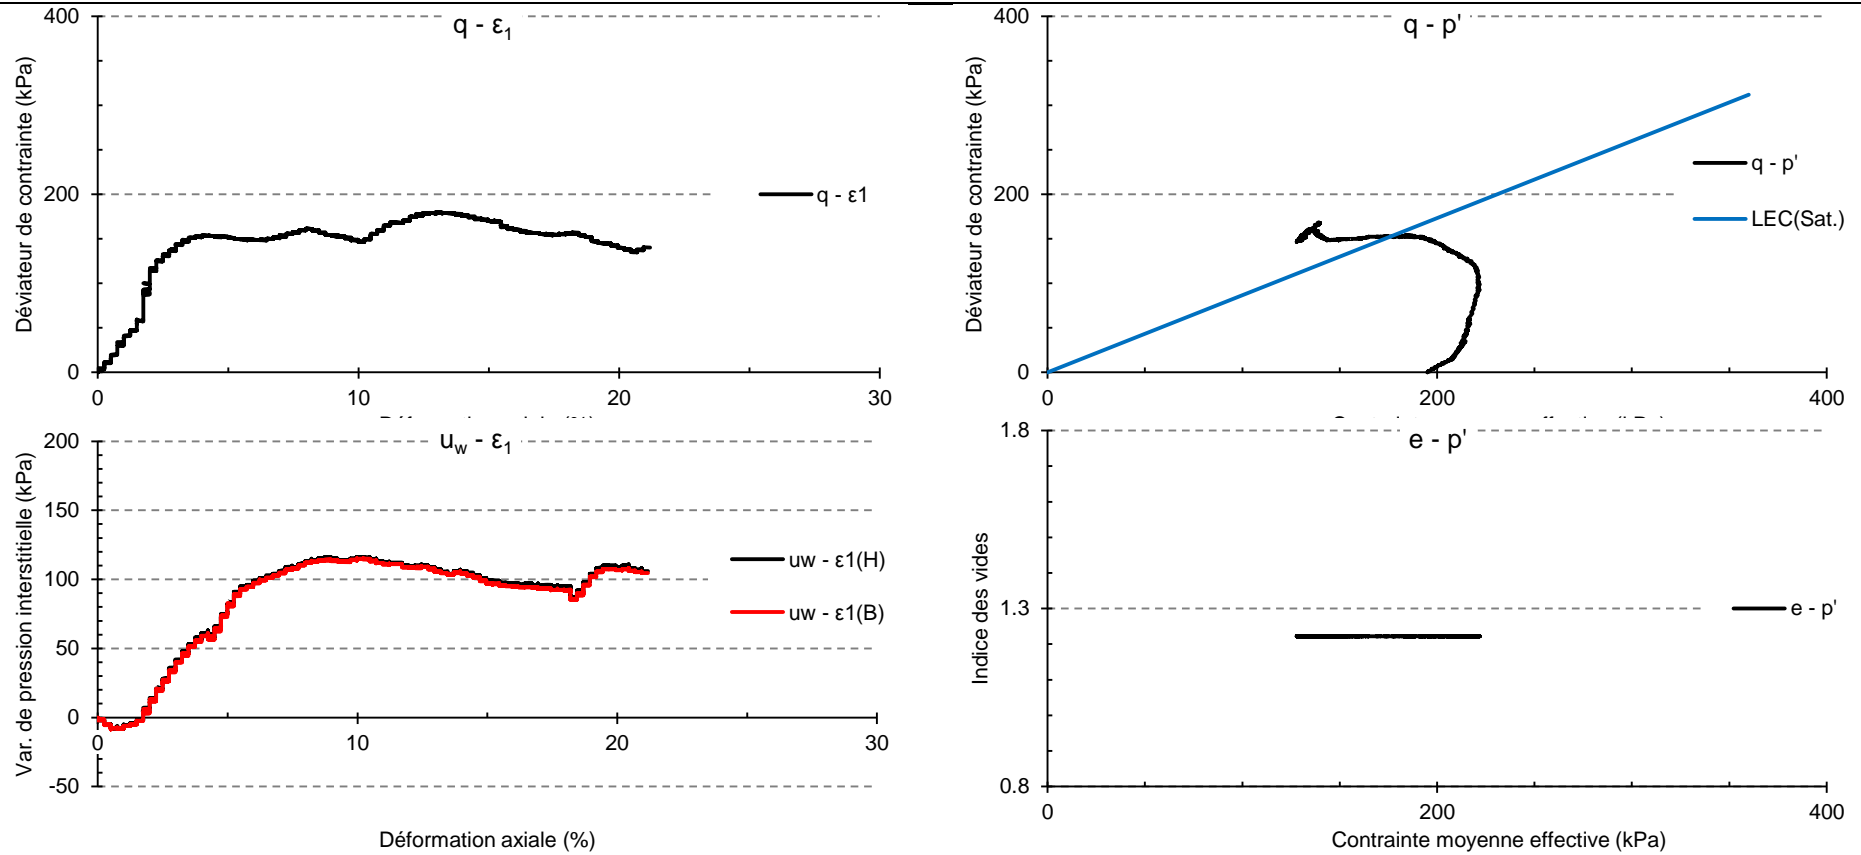 q - ε1
Déviateur de contrainte (kPa)
400
200
0
0
10
20
30
q - ε1
q - p'
Déviateur de contrainte (kPa)
400
200
0
0
200
400
q - p'
LEC(Sat.)
uw - ε1
Var. de pression interstitielle (kPa)
200
150
100
50
0
-50
0
10
20
30
uw - ε1(H)
uw - ε1(B)
Déformation axiale (%)
e - p'
Indice des vides
1.8
1.3
0.8
0
200
400
e - p'
Contrainte moyenne effective (kPa)